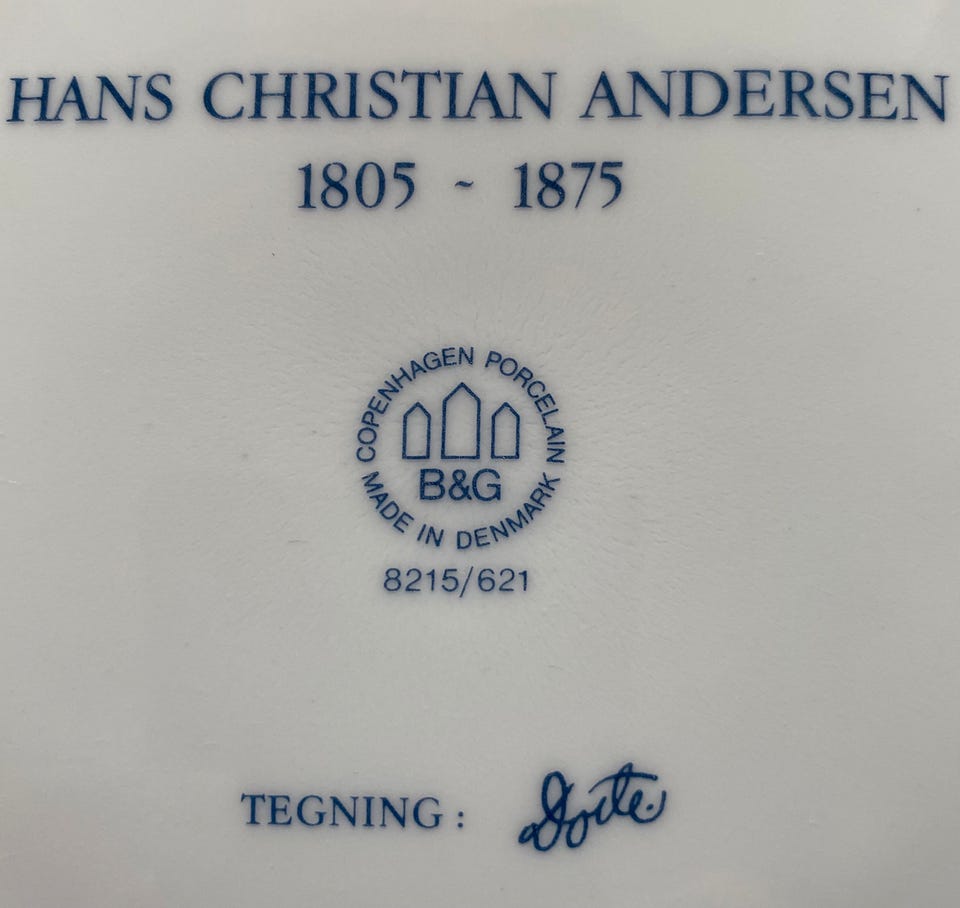 HANS CHRISTIAN ANDERSEN
1805 - 1875
COPENHAGEN PORCELAIN
B&G
MADE IN DENMARK
8215/621
TEGNING: Dorte